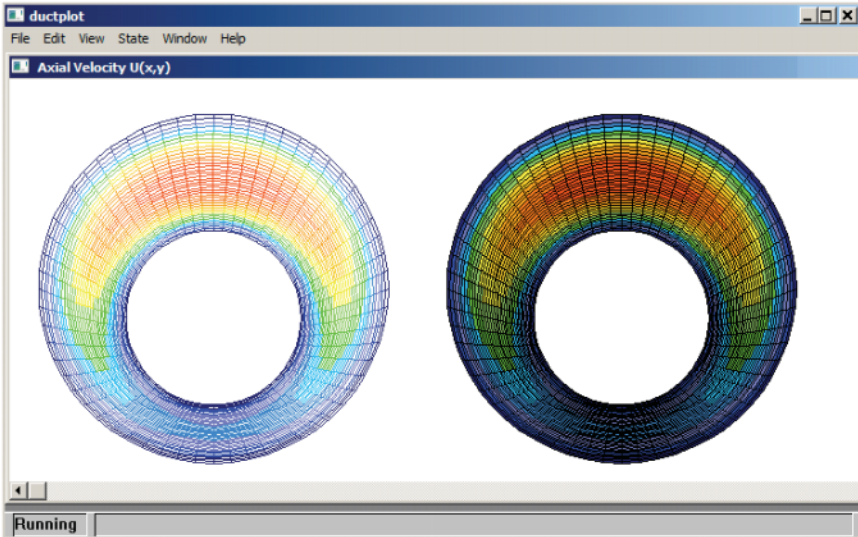 ductplot
File Edit View State Window Help
Axial Velocity U(x,y)
Running